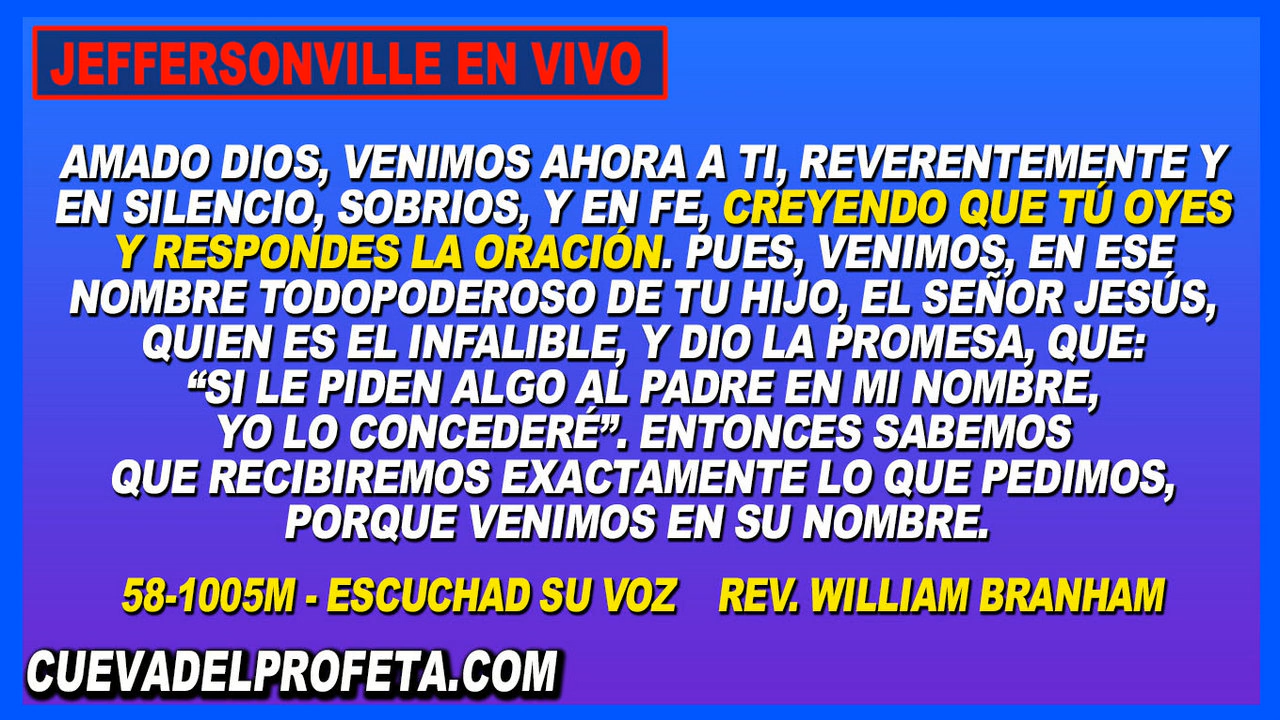 JEFFERSONVILLE EN VIVO
AMADO DIOS, VENIMOS AHORA A TI, REVERENTEMENTE Y
EN SILENCIO, SOBRIOS, Y EN FE, CREYENDO QUE TÚ OYES
Y RESPONDES LA ORACIÓN. PUES, VENIMOS, EN ESE
NOMBRE TODOPODEROSO DE TU HIJO, EL SEÑOR JESÚS,
QUIEN ES EL INFALIBLE, Y DIO LA PROMESA, QUE:
“SI LE PIDEN ALGO AL PADRE EN MI NOMBRE,
YO LO CONCEDERÉ”. ENTONCES SABEMOS
QUE RECIBIREMOS EXACTAMENTE LO QUE PEDIMOS,
PORQUE VENIMOS EN SU NOMBRE.
58-1005M - ESCUCHAD SU VOZ REV. WILLIAM BRANHAM
CUEVADELPROFETA.COM